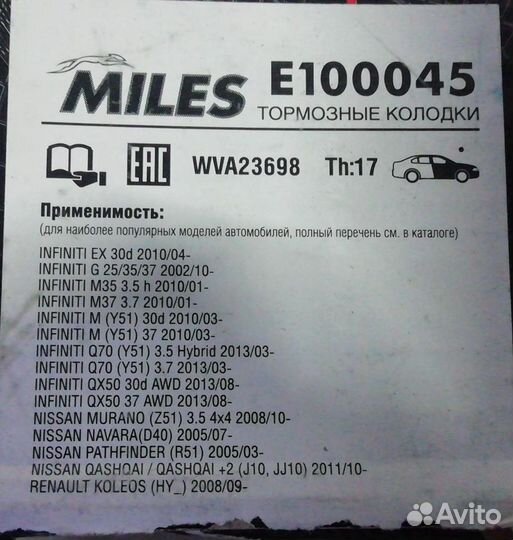 MILES
E100045
ТОРМОЗНЫЕ КОЛОДКИ
EAC WVA23698 Th:17
Применимость:
(для наиболее популярных моделей автомобилей, полный перечень см. в каталоге)
INFINITI EX 30d 2010/04-
INFINITI G 25/35/37 2002/10-
INFINITI M35 3.5 h 2010/01-
INFINITI M37 3.7 2010/01-
INFINITI M (Y51) 30d 2010/03-
INFINITI M (Y51) 37 2010/03-
INFINITI Q70 (Y51) 3.5 Hybrid 2013/03-
INFINITI Q70 (Y51) 3.7 2013/03-
INFINITI QX50 30d AWD 2013/08-
INFINITI QX50 37 AWD 2013/08-
NISSAN MURANO (Z51) 3.5 4x4 2008/10-
NISSAN NAVARA(D40) 2005/07-
NISSAN PATHFINDER (R51) 2005/03-
NISSAN QASHQAI / QASHQAI +2 (J10, JJ10) 2011/10-
RENAULT KOLEOS (HY_) 2008/09-
Avito